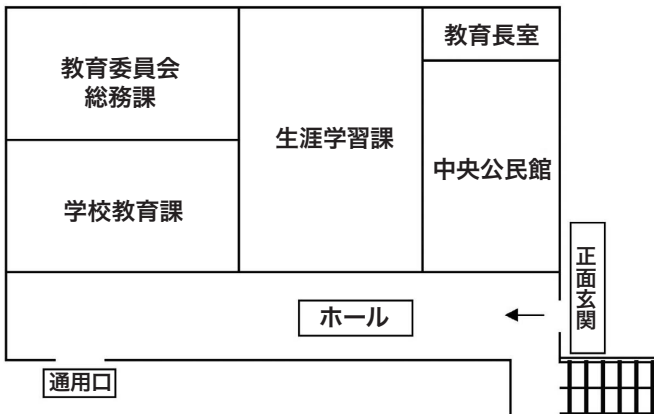 教育委員会
総務課
生涯学習課
教育長室
中央公民館
学校教育課
正面玄関
ホール
通用口